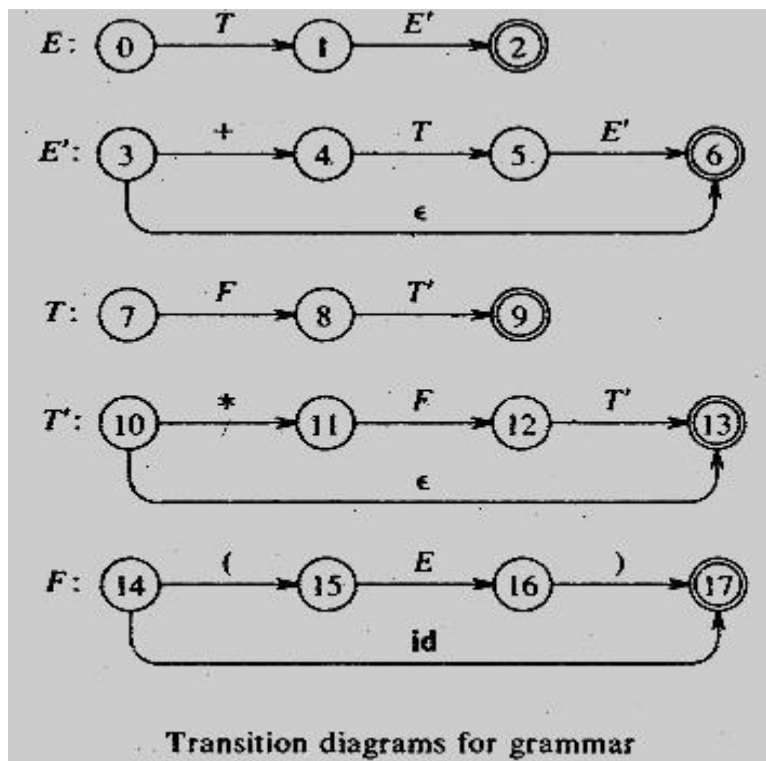 T E'
E: 0 1 2
+ T E'
E': 3 4 5 6
ϵ
F T'
T: 7 8 9
* F T'
T': 10 11 12 13
ϵ
( E )
F: 14 15 16 17
id
Transition diagrams for grammar